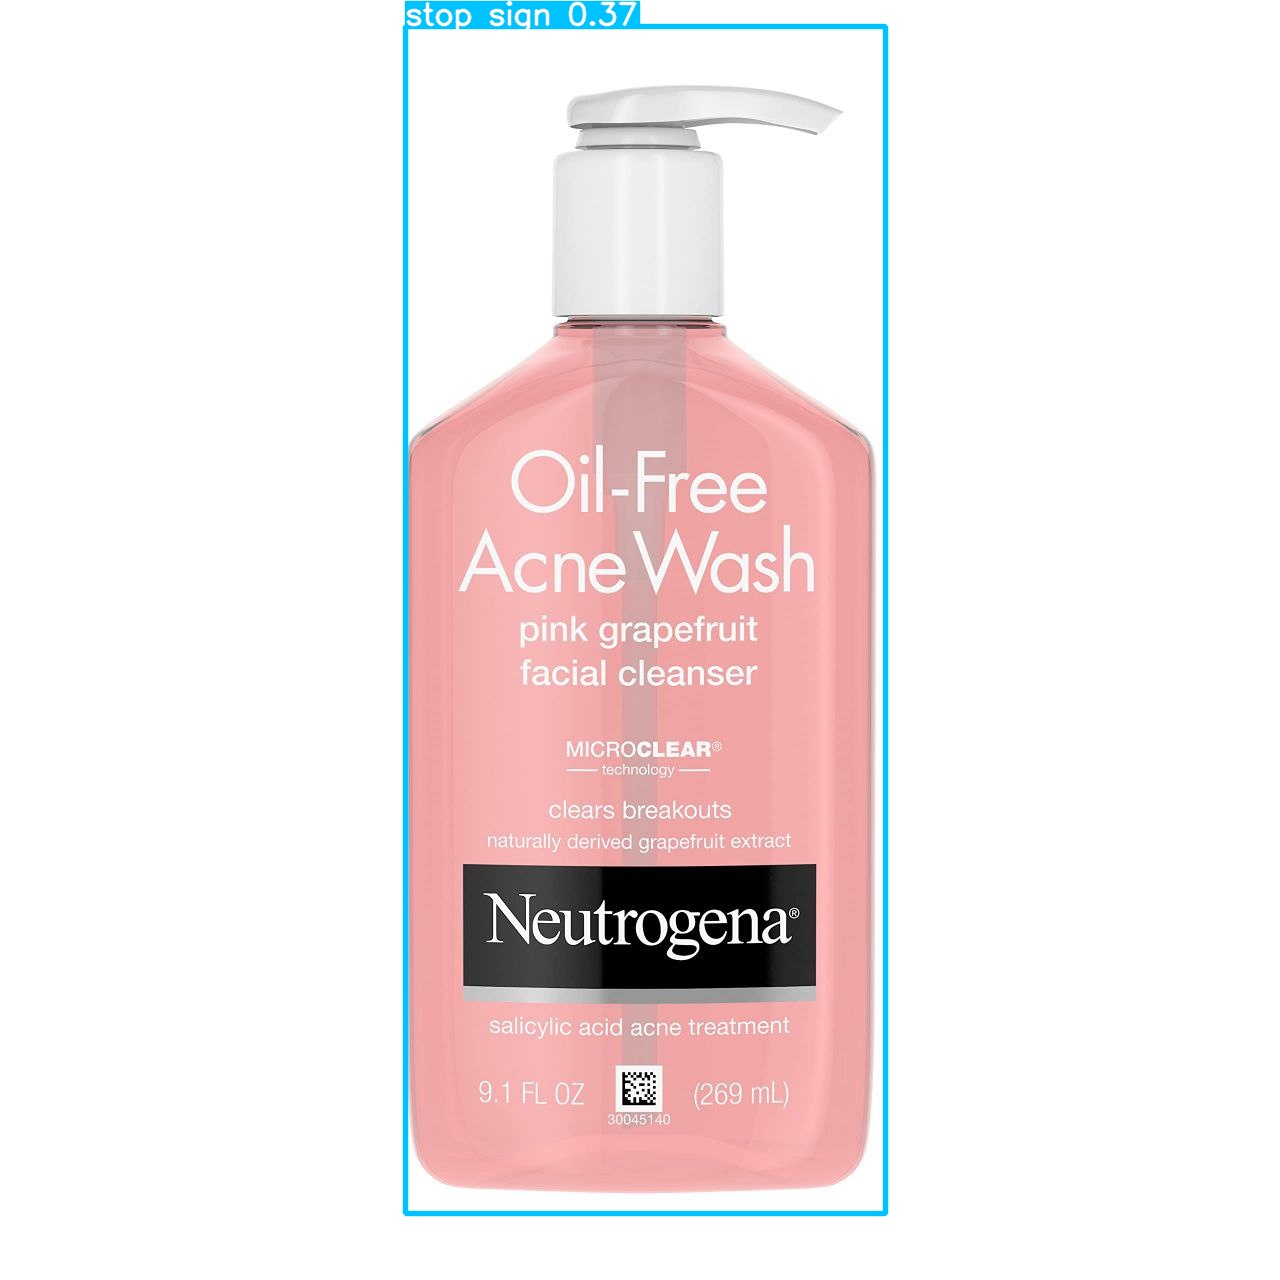 stop sign 0.37
Oil-Free
Acne Wash
pink grapefruit
facial cleanser
MICROCLEAR®
technology
clears breakouts
naturally derived grapefruit extract
Neutrogena®
salicylic acid acne treatment
9.1 FL OZ (269 mL)
30045140